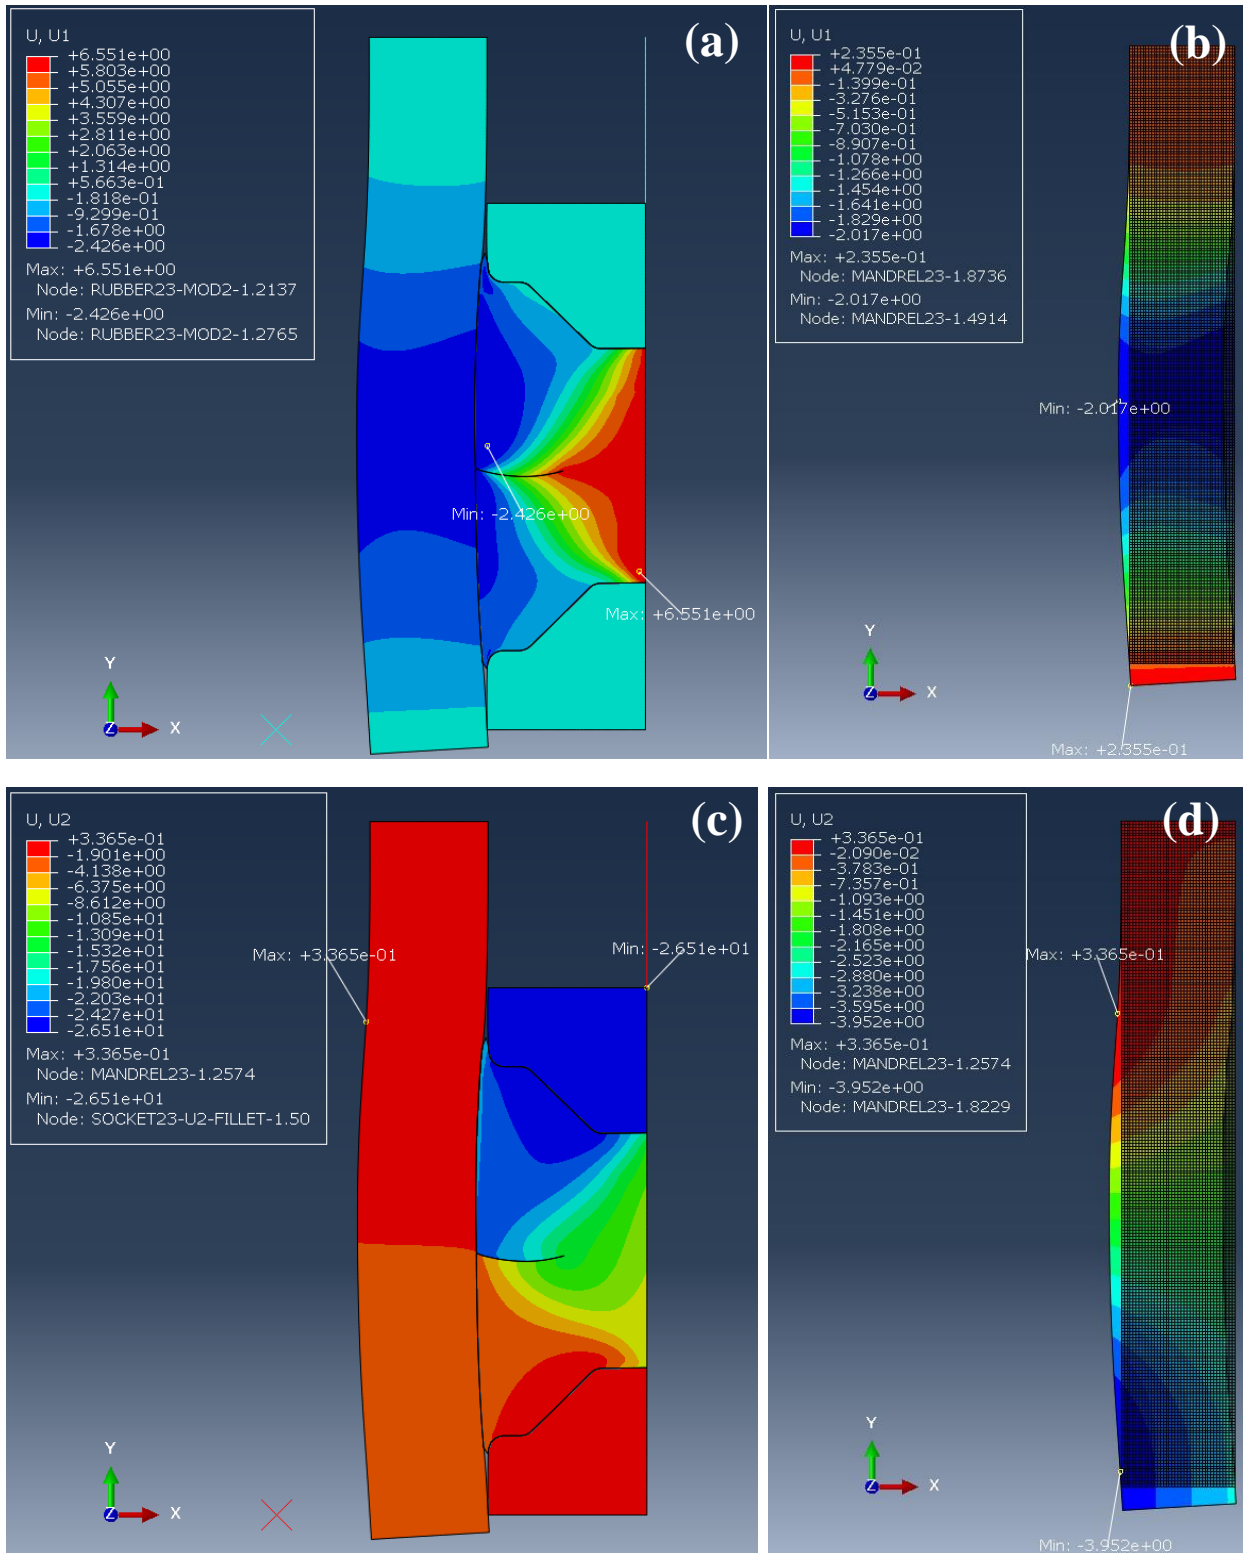 (a)
U, U1
+6.551e+00
+5.803e+00
+5.055e+00
+4.307e+00
+3.559e+00
+2.811e+00
+2.063e+00
+1.314e+00
+5.663e-01
-1.818e-01
-9.299e-01
-1.678e+00
-2.426e+00
Max: +6.551e+00
Node: RUBBER23-MOD2-1.2137
Min: -2.426e+00
Node: RUBBER23-MOD2-1.2765
Min: -2.426e+00
Max: +6.551e+00
Y
Z
X
(b)
U, U1
+2.355e-01
+4.779e-02
-1.399e-01
-3.276e-01
-5.153e-01
-7.030e-01
-8.907e-01
-1.078e+00
-1.266e+00
-1.454e+00
-1.641e+00
-1.829e+00
-2.017e+00
Max: +2.355e-01
Node: MANDREL23-1.8736
Min: -2.017e+00
Node: MANDREL23-1.4914
Min: -2.017e+00
Y
Z
X
Max: +2.355e-01
(c)
U, U2
+3.365e-01
-1.901e+00
-4.138e+00
-6.375e+00
-8.612e+00
-1.085e+01
-1.309e+01
-1.532e+01
-1.756e+01
-1.980e+01
-2.203e+01
-2.427e+01
-2.651e+01
Max: +3.365e-01
Node: MANDREL23-1.2574
Min: -2.651e+01
Node: SOCKET23-U2-FILLET-1.50
Max: +3.365e-01
Min: -2.651e+01
Y
Z
X
(d)
U, U2
+3.365e-01
-2.090e-02
-3.783e-01
-7.357e-01
-1.093e+00
-1.451e+00
-1.808e+00
-2.165e+00
-2.523e+00
-2.880e+00
-3.238e+00
-3.595e+00
-3.952e+00
Max: +3.365e-01
Node: MANDREL23-1.2574
Min: -3.952e+00
Node: MANDREL23-1.8229
Max: +3.365e-01
Y
Z
X
Min: -3.952e+00